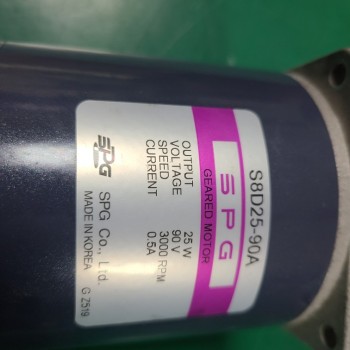 S8D25-90A
SPG
GEARED MOTOR
OUTPUT 25 W
VOLTAGE 90 V
SPEED 3000 RPM
CURRENT 0.5A
SPG SPG Co., Ltd.
MADE IN KOREA G Z519